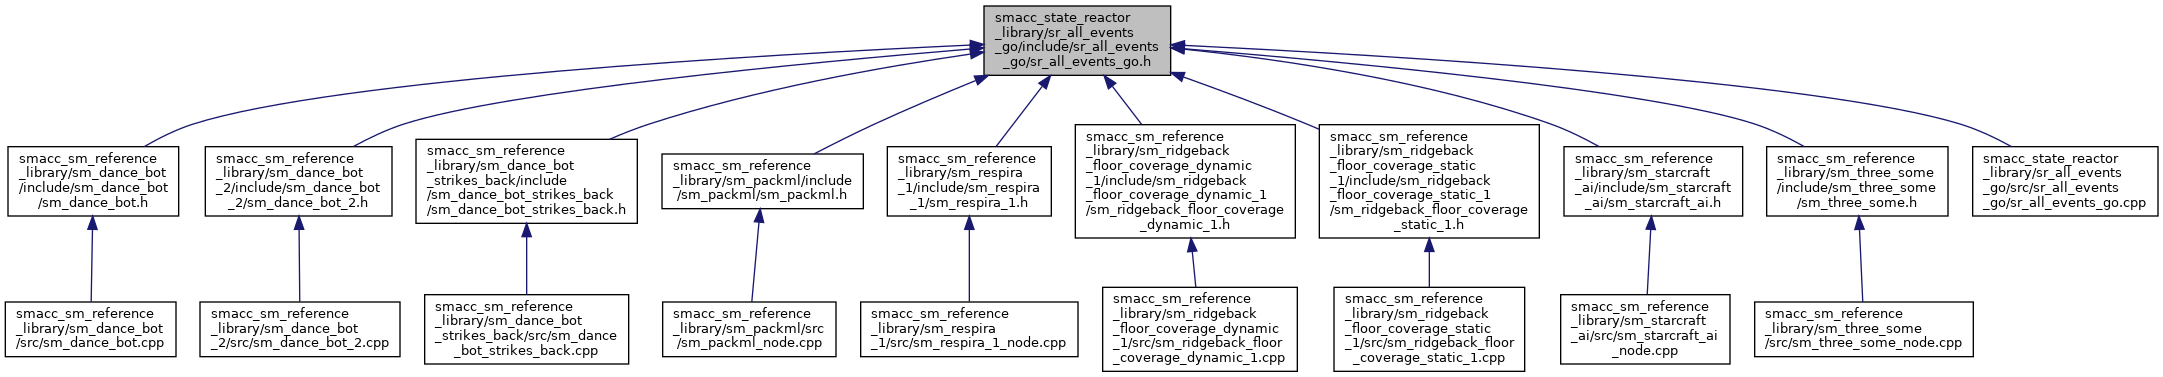 smacc_state_reactor
_library/sr_all_events
_go/include/sr_all_events
_go/sr_all_events_go.h
smacc_sm_reference
_library/sm_dance_bot
/include/sm_dance_bot
/sm_dance_bot.h
smacc_sm_reference
_library/sm_dance_bot
_2/include/sm_dance_bot
_2/sm_dance_bot_2.h
smacc_sm_reference
_library/sm_dance_bot
_strikes_back/include
/sm_dance_bot_strikes_back
/sm_dance_bot_strikes_back.h
smacc_sm_reference
_library/sm_packml/include
/sm_packml/sm_packml.h
smacc_sm_reference
_library/sm_respira
_1/include/sm_respira
_1/sm_respira_1.h
smacc_sm_reference
_library/sm_ridgeback
_floor_coverage_dynamic
_1/include/sm_ridgeback
_floor_coverage_dynamic_1
/sm_ridgeback_floor_coverage
_dynamic_1.h
smacc_sm_reference
_library/sm_ridgeback
_floor_coverage_static
_1/include/sm_ridgeback
_floor_coverage_static_1
/sm_ridgeback_floor_coverage
_static_1.h
smacc_sm_reference
_library/sm_starcraft
_ai/include/sm_starcraft
_ai/sm_starcraft_ai.h
smacc_sm_reference
_library/sm_three_some
/include/sm_three_some
/sm_three_some.h
smacc_state_reactor
_library/sr_all_events
_go/src/sr_all_events
_go/sr_all_events_go.cpp
smacc_sm_reference
_library/sm_dance_bot
/src/sm_dance_bot.cpp
smacc_sm_reference
_library/sm_dance_bot
_2/src/sm_dance_bot_2.cpp
smacc_sm_reference
_library/sm_dance_bot
_strikes_back/src/sm_dance
_bot_strikes_back.cpp
smacc_sm_reference
_library/sm_packml/src
/sm_packml_node.cpp
smacc_sm_reference
_library/sm_respira
_1/src/sm_respira_1_node.cpp
smacc_sm_reference
_library/sm_ridgeback
_floor_coverage_dynamic
_1/src/sm_ridgeback_floor
_coverage_dynamic_1.cpp
smacc_sm_reference
_library/sm_ridgeback
_floor_coverage_static
_1/src/sm_ridgeback_floor
_coverage_static_1.cpp
smacc_sm_reference
_library/sm_starcraft
_ai/src/sm_starcraft_ai
_node.cpp
smacc_sm_reference
_library/sm_three_some
/src/sm_three_some_node.cpp